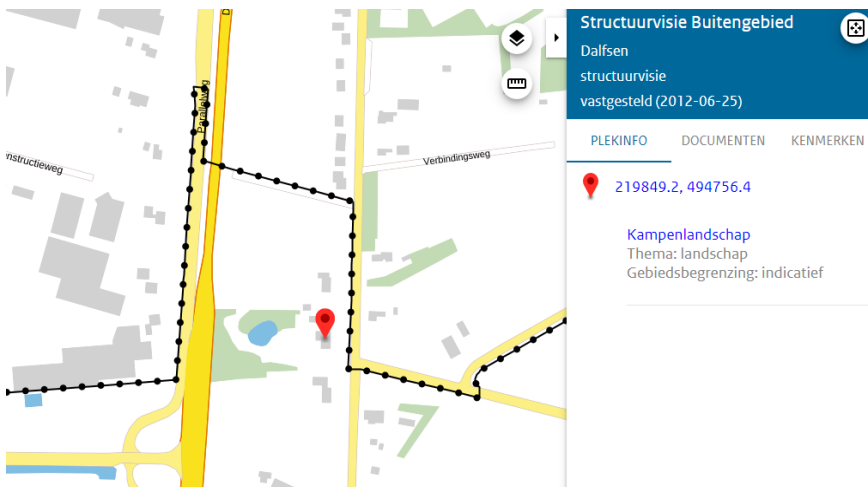 Structuurvisie Buitengebied
Dalfsen
structuurvisie
vastgesteld (2012-06-25)
PLEKINFO
DOCUMENTEN
KENMERKEN
219849.2, 494756.4
Kampenlandschap
Thema: landschap
Gebiedsbegrenzing: indicatief
Parallelweg
Verbindingsweg
nstructieweg
D